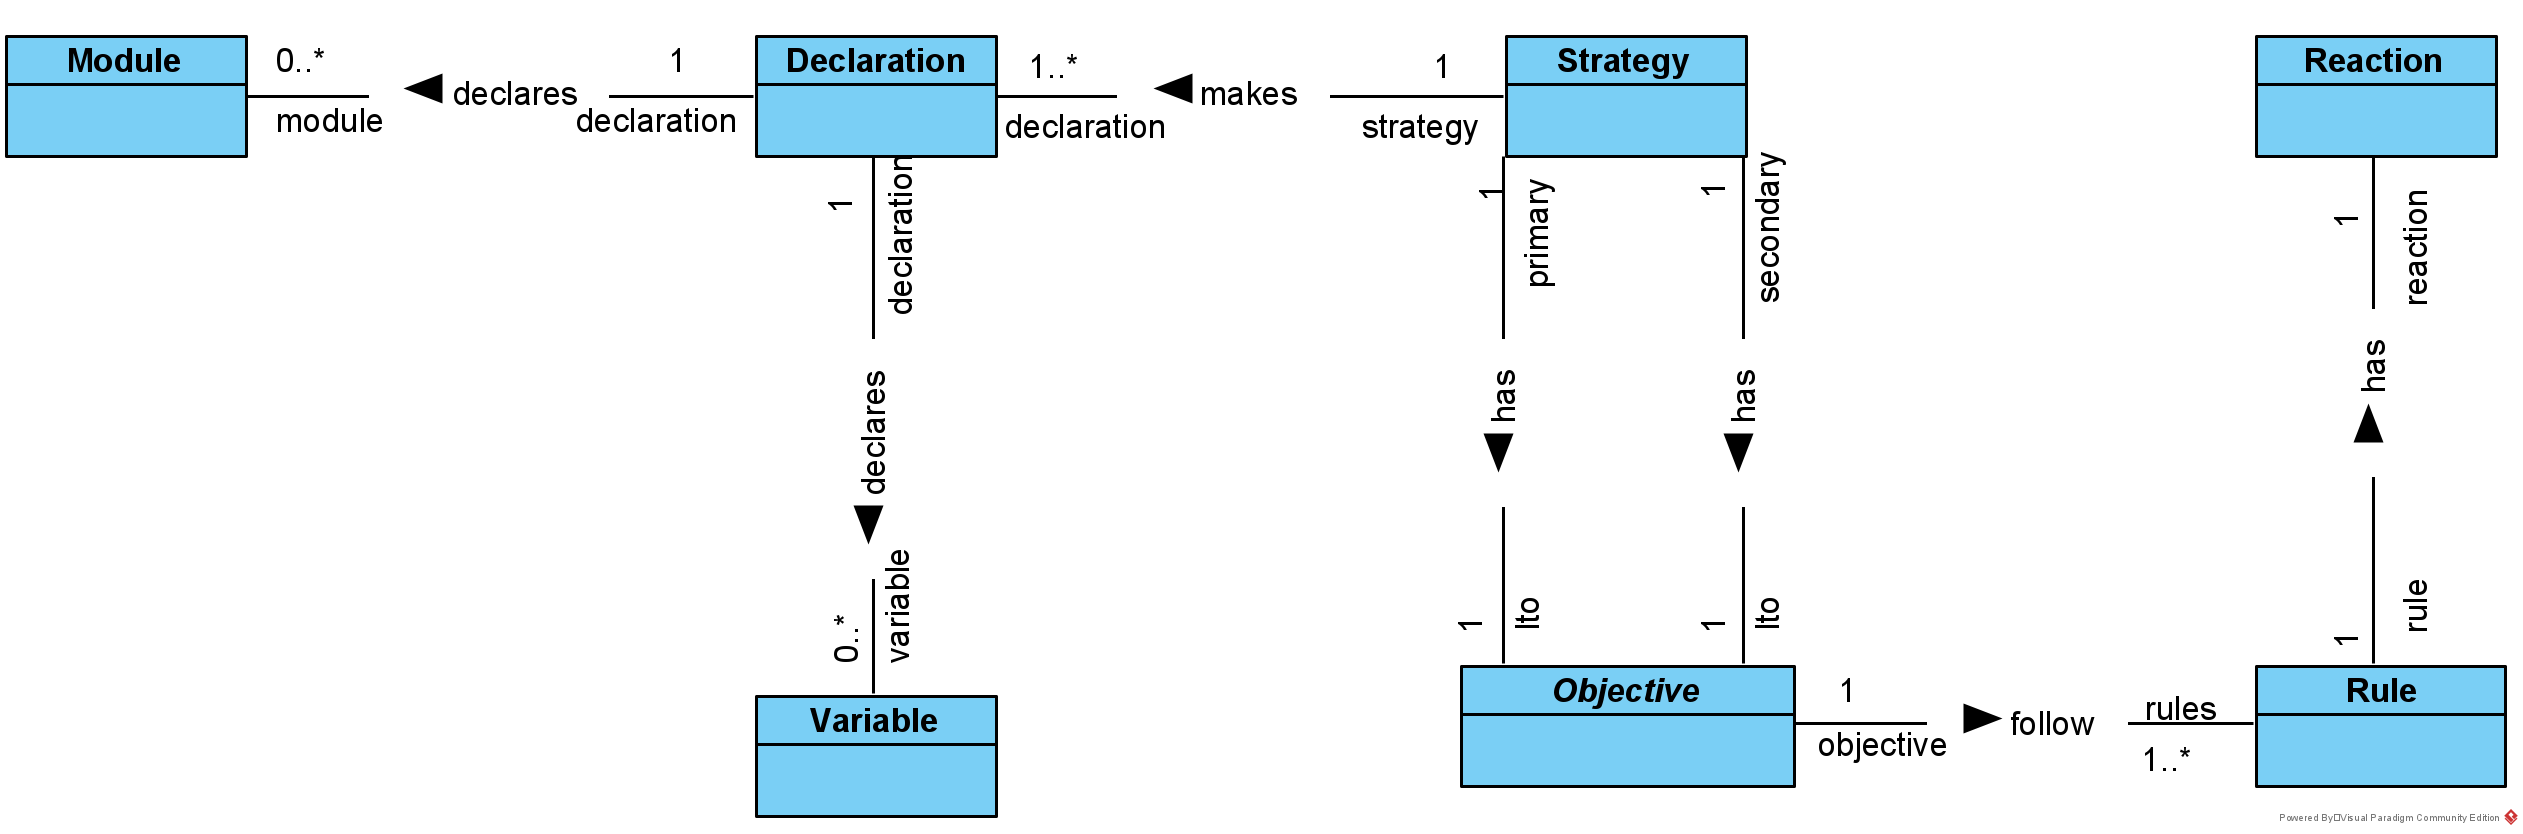 Module
0..*
module
declares
1
declaration
Declaration
1..*
declaration
makes
1
strategy
Strategy
Reaction
1
declaration
declares
0..*
variable
Variable
1
primary
has
1
lto
1
secondary
has
1
lto
Objective
1
objective
follow
rules
1..*
1
reaction
has
1
rule
Rule
Powered By Visual Paradigm Community Edition